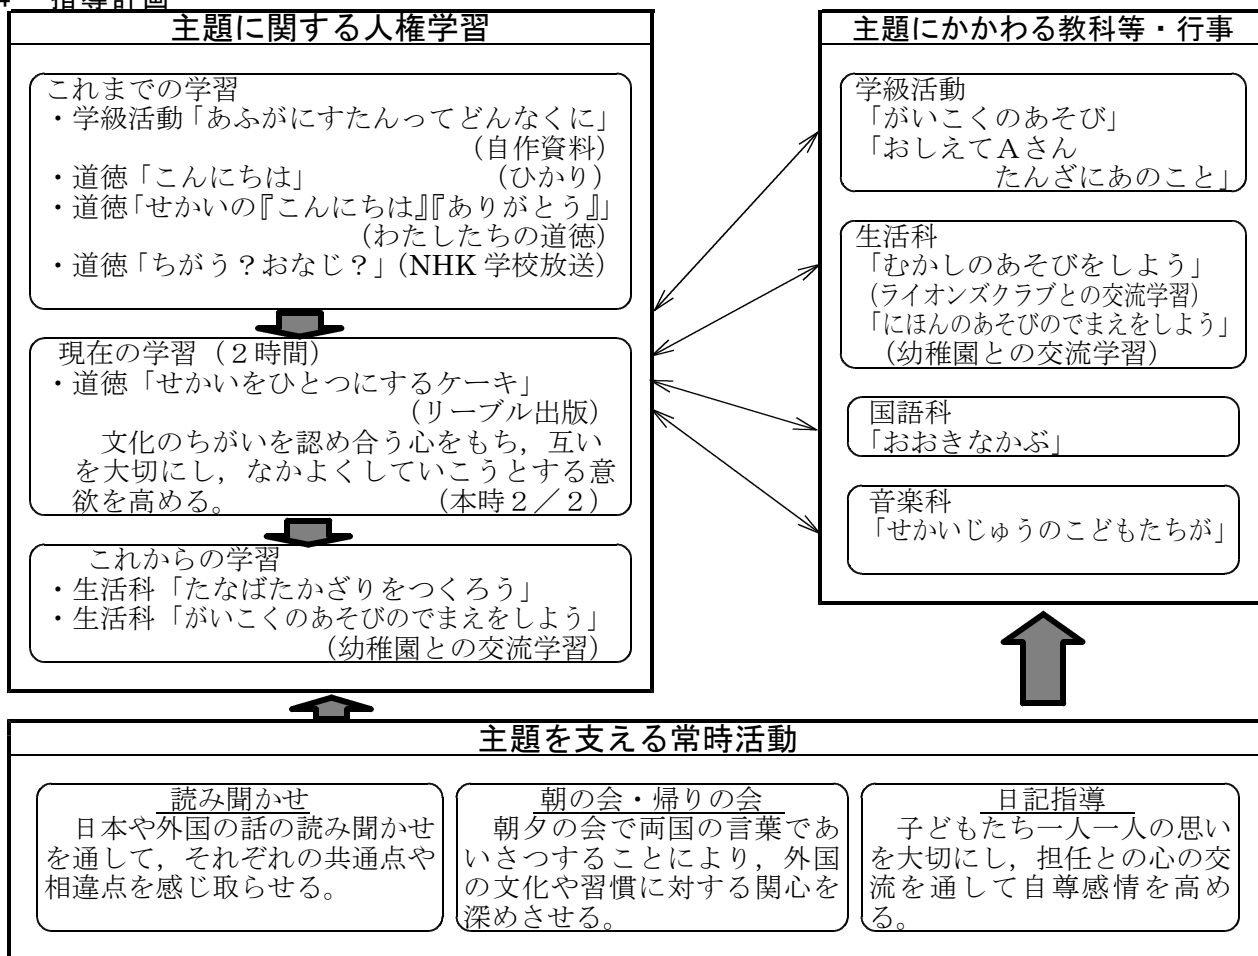 指導計画
主題に関する人権学習
これまでの学習
・学級活動「あふがにすたんってどんなくに」
(自作資料)
・道徳「こんにちは」 (ひかり)
・道徳「せかいの『こんにちは』『ありがとう』」
(わたしたちの道徳)
・道徳「ちがう？おなじ？」(NHK 学校放送)
現在の学習（２時間）
・道徳「せかいをひとつにするケーキ」
(リーブル出版)
文化のちがいを認め合う心をもち，互い
を大切にし，なかよくしていこうとする意
欲を高める。 (本時２／２)
これからの学習
・生活科「たなばたかざりをつくろう」
・生活科「がいこくのあそびのでまえをしよう」
(幼稚園との交流学習)
主題にかかわる教科等・行事
学級活動
「がいこくのあそび」
「おしえてＡさん
たんざにあのこと」
生活科
「むかしのあそびをしよう」
(ライオンズクラブとの交流学習)
「にほんのあそびのでまえをしよう」
(幼稚園との交流学習)
国語科
「おおきなかぶ」
音楽科
「せかいじゅうのこどもたちが」
主題を支える常時活動
読み聞かせ
日本や外国の話の読み聞かせ
を通して，それぞれの共通点や
相違点を感じ取らせる。
朝の会・帰りの会
朝夕の会で両国の言葉であ
いさつすることにより，外国
の文化や習慣に対する関心を
深めさせる。
日記指導
子どもたち一人一人の思い
を大切にし，担任との心の交
流を通して自尊感情を高め
る。